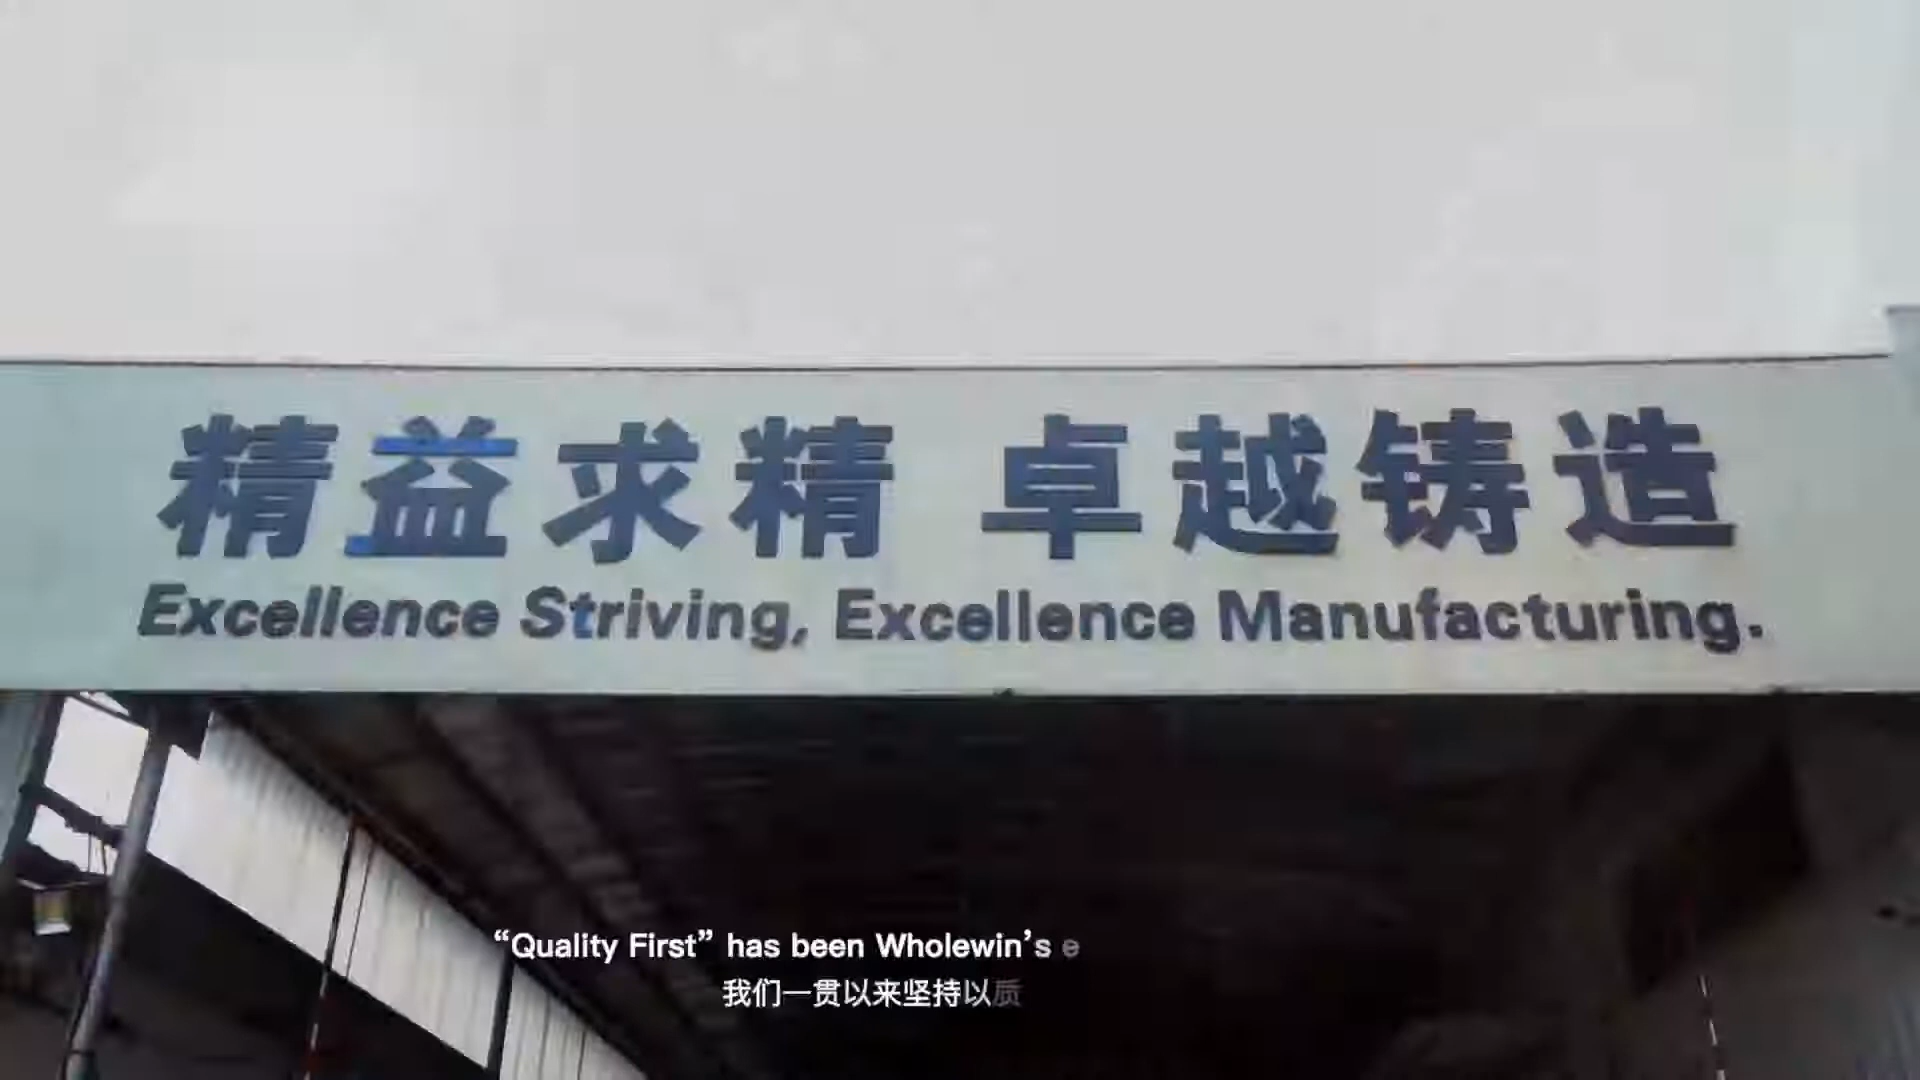 精益求精 卓越铸造
Excellence Striving, Excellence Manufacturing.
“Quality First” has been Wholewin’s e
我们一贯以来坚持以质